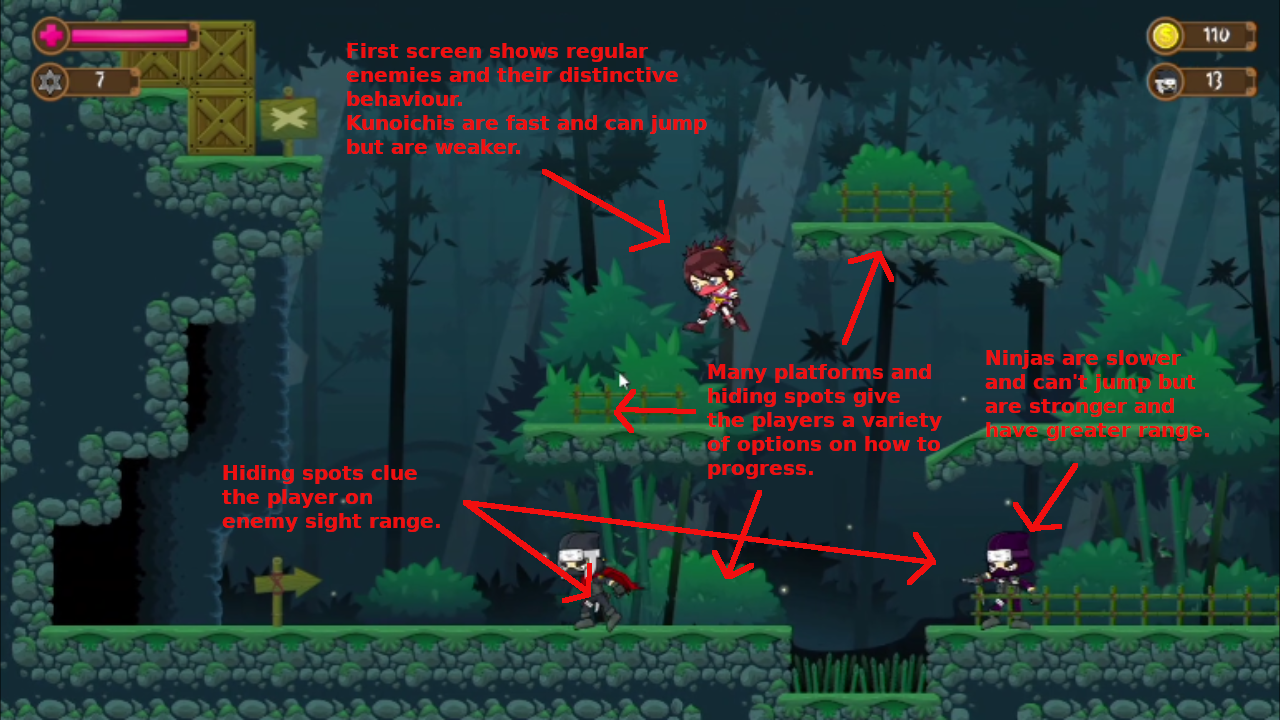 7
110
13
First screen shows regular
enemies and their distinctive
behaviour.
Kunoichis are fast and can jump
but are weaker.
Many platforms and
hiding spots give
the players a variety
of options on how to
progress.
Ninjas are slower
and can't jump but
are stronger and
have greater range.
Hiding spots clue
the player on
enemy sight range.